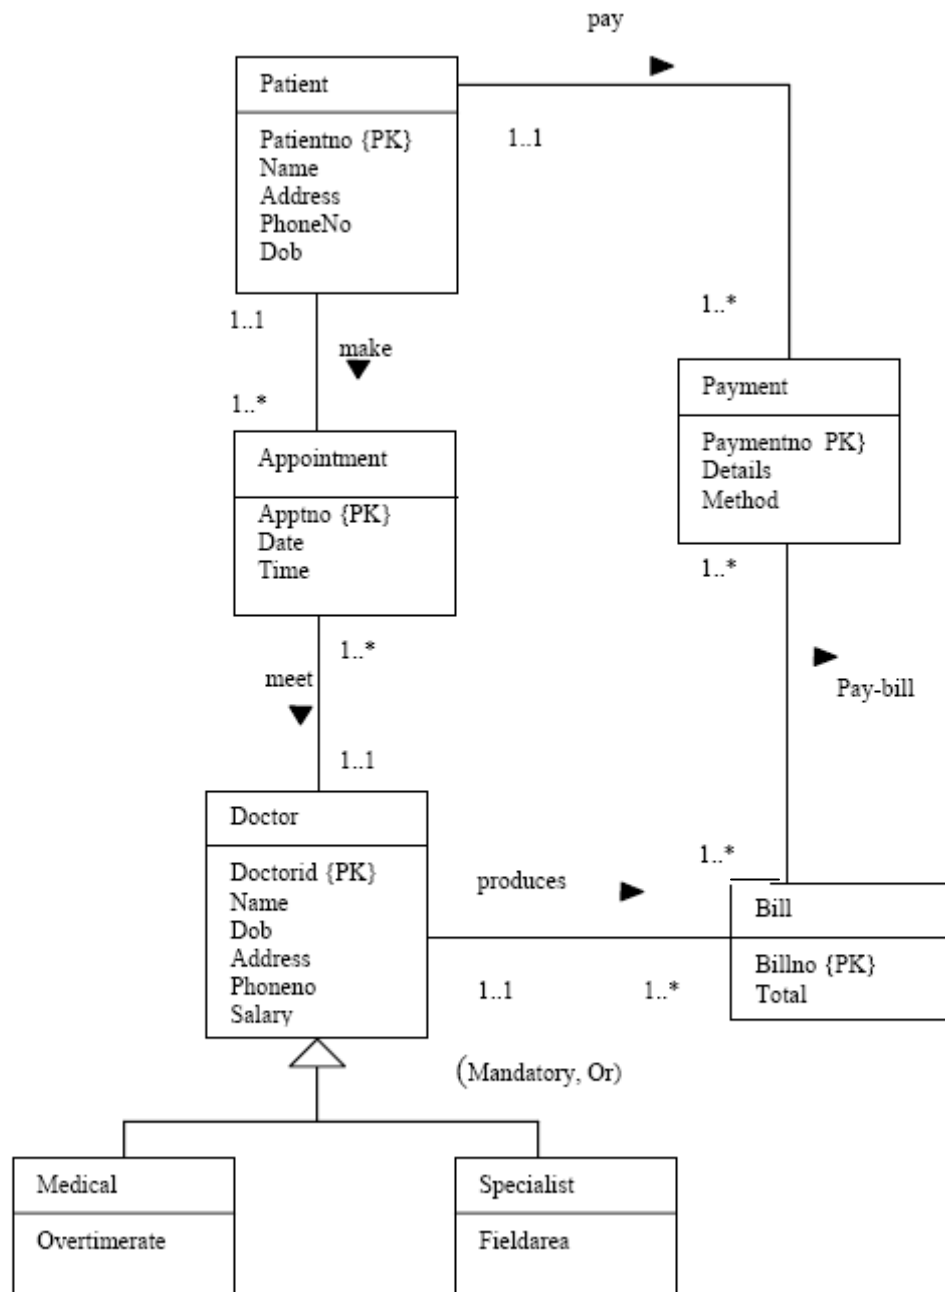 pay
Patient
Patientno {PK}
Name
Address
PhoneNo
Dob
1..1
1..*
1..1
make
1..*
Payment
Paymentno PK}
Details
Method
Appointment
Apptno {PK}
Date
Time
1..*
1..*
meet
Pay-bill
1..1
Doctor
Doctorid {PK}
Name
Dob
Address
Phoneno
Salary
produces
1..*
Bill
Billno {PK}
Total
1..1
1..*
(Mandatory, Or)
Medical
Overtimerate
Specialist
Fieldarea